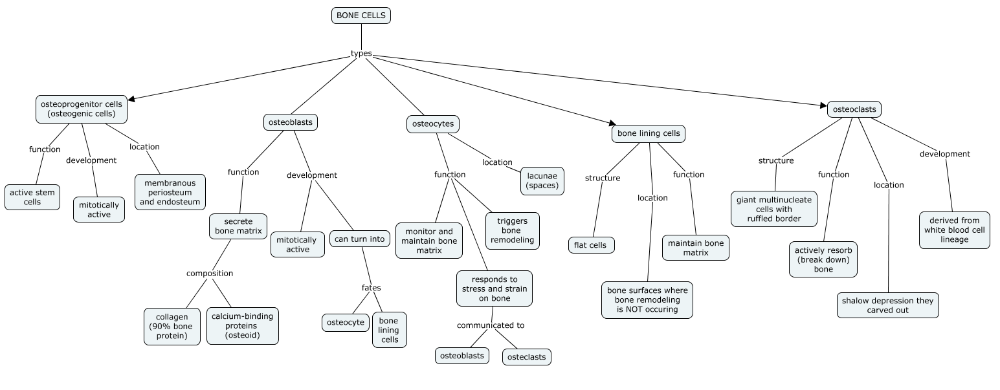 BONE CELLS
types
osteoprogenitor cells
(osteogenic cells)
function
active stem
cells
development
mitotically
active
location
membranous
periosteum
and endosteum
osteoblasts
function
secrete
bone matrix
composition
collagen
(90% bone
protein)
calcium-binding
proteins
(osteoid)
development
mitotically
active
can turn into
fates
osteocyte
bone
lining
cells
osteocytes
function
monitor and
maintain bone
matrix
responds to
stress and strain
on bone
communicated to
osteoblasts
osteclasts
triggers
bone
remodeling
location
lacunae
(spaces)
bone lining cells
structure
flat cells
location
bone surfaces where
bone remodeling
is NOT occuring
function
maintain bone
matrix
osteoclasts
structure
giant multinucleate
cells with
ruffled border
function
actively resorb
(break down)
bone
location
shalow depression they
carved out
development
derived from
white blood cell
lineage